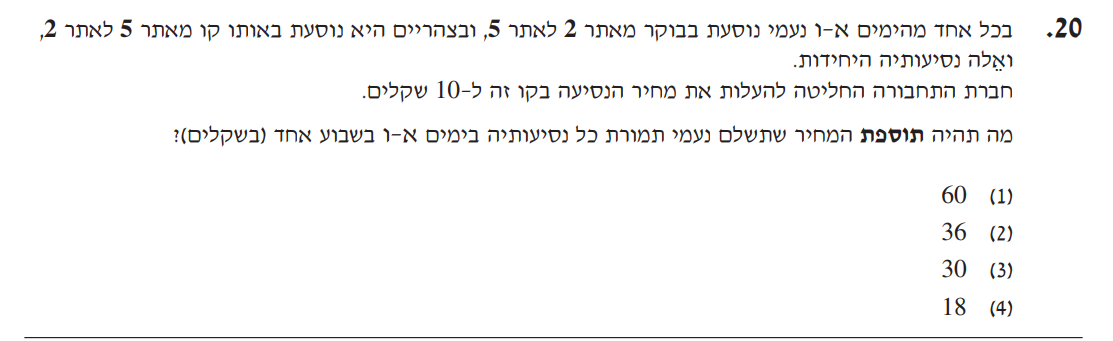 20. בכל אחד מהימים א-ו נעמי נוסעת בבוקר מאתר 2 לאתר 5, ובצהריים היא נוסעת באותו קו מאתר 5 לאתר 2,
ואֵלה נסיעותיה היחידות.
חברת התחבורה החליטה להעלות את מחיר הנסיעה בקו זה ל-10 שקלים.
מה תהיה תוספת המחיר שתשלם נעמי תמורת כל נסיעותיה בימים א-ו בשבוע אחד (בשקלים)?
(1) 60
(2) 36
(3) 30
(4) 18